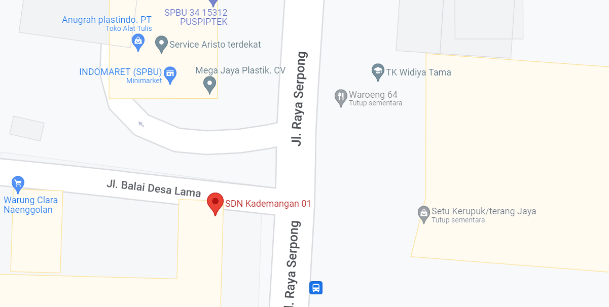 SPBU 34 15312
PUSPIPTEK
Anugrah plastindo. PT
Toko Alat Tulis
Service Aristo terdekat
INDOMARET (SPBU)
Minimarket
Mega Jaya Plastik. CV
Jl. Raya Serpong
TK Widiya Tama
Waroeng 64
Tutup sementara
Jl. Balai Desa Lama
Warung Clara
Naenggolan
SDN Kademangan 01
Setu Kerupuk/terang Jaya
Tutup sementara
Jl. Raya Serpong